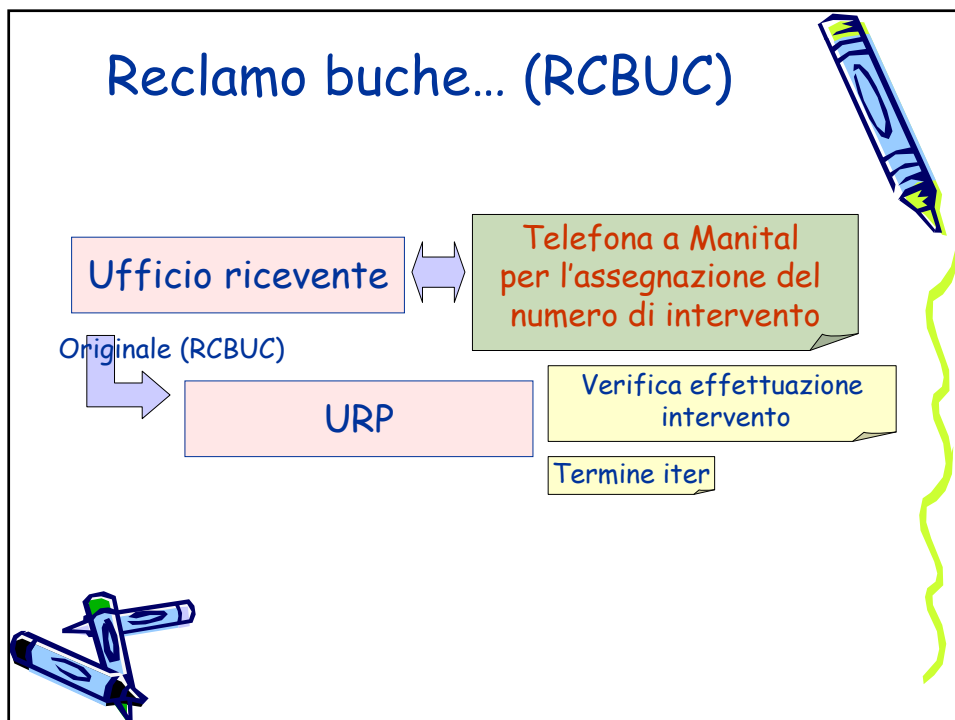 Reclamo buche… (RCBUC)
Ufficio ricevente
Telefona a Manital
per l'assegnazione del
numero di intervento
Originale (RCBUC)
URP
Verifica effettuazione
intervento
Termine iter